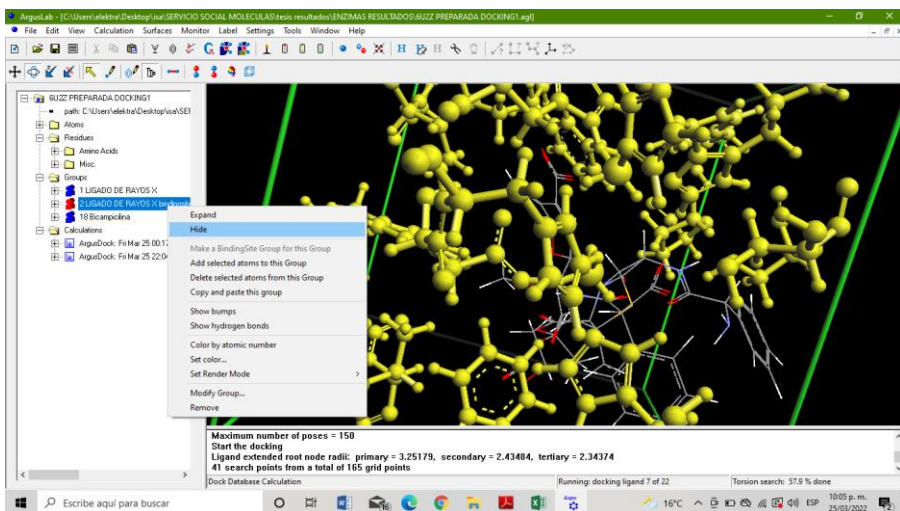 ArgusLab - [C:\Users\elektra\Desktop\isa\SERVICIO SOCIAL MOLECULAS\tesis resultados\ENZIMAS RESULTADOS\6UZZ PREPARADA DOCKING1.agl]
File Edit View Calculation Surfaces Monitor Label Settings Tools Window Help
6UZZ PREPARADA DOCKING1
path: C:\Users\elektra\Desktop\isa\SEF
Atoms
Residues
Amino Acids
Misc.
Groups
1 LIGADO DE RAYOS X
2 LIGADO DE RAYOS X bindingsite
18 Bicampicilina
Calculations
ArgusDock: Fri Mar 25 00:17
ArgusDock: Fri Mar 25 22:04
Expand
Hide
Make a BindingSite Group for this Group
Add selected atoms to this Group
Delete selected atoms from this Group
Copy and paste this group
Show bumps
Show hydrogen bonds
Color by atomic number
Set color...
Set Render Mode >
Modify Group...
Remove
Maximum number of poses = 150
Start the docking
Ligand extended root node radii: primary = 3.25179, secondary = 2.43484, tertiary = 2.34374
41 search points from a total of 165 grid points
Dock Database Calculation Running: docking ligand 7 of 22 Torsion search: 57.9 % done
Escribe aquí para buscar 16°C ESP 10:05 p. m.
25/03/2022